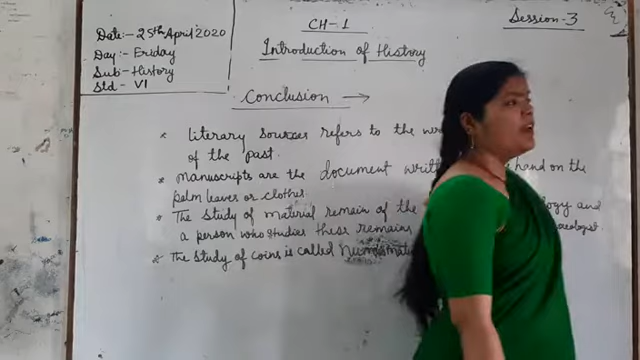 Date:- 25th April 2020
Day:- Friday
Sub:- History
Std- VI
CH-1
Introduction of History
Session-3
Conclusion →
* Literary sources refers to the
of the past.
* Manuscripts are the document hand on the
palm leaves or clothes.
* The study of material remain of the and
a person who studies these remains
* The study of coins is called